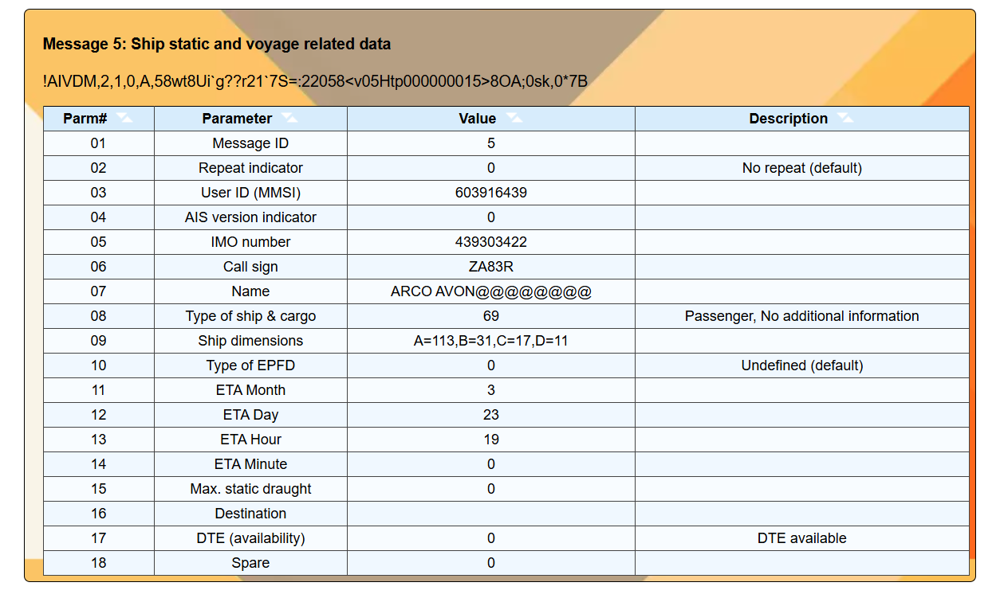 Message 5: Ship static and voyage related data
!AIVDM,2,1,0,A,58wt8Ui`g??r21`7S=:22058<v05Htp000000015>8OA;0sk,0*7B
Parm# Parameter Value Description
01 Message ID 5
02 Repeat indicator 0 No repeat (default)
03 User ID (MMSI) 603916439
04 AIS version indicator 0
05 IMO number 439303422
06 Call sign ZA83R
07 Name ARCO AVON@@@@@@@@
08 Type of ship & cargo 69 Passenger, No additional information
09 Ship dimensions A=113,B=31,C=17,D=11
10 Type of EPFD 0 Undefined (default)
11 ETA Month 3
12 ETA Day 23
13 ETA Hour 19
14 ETA Minute 0
15 Max. static draught 0
16 Destination
17 DTE (availability) 0 DTE available
18 Spare 0